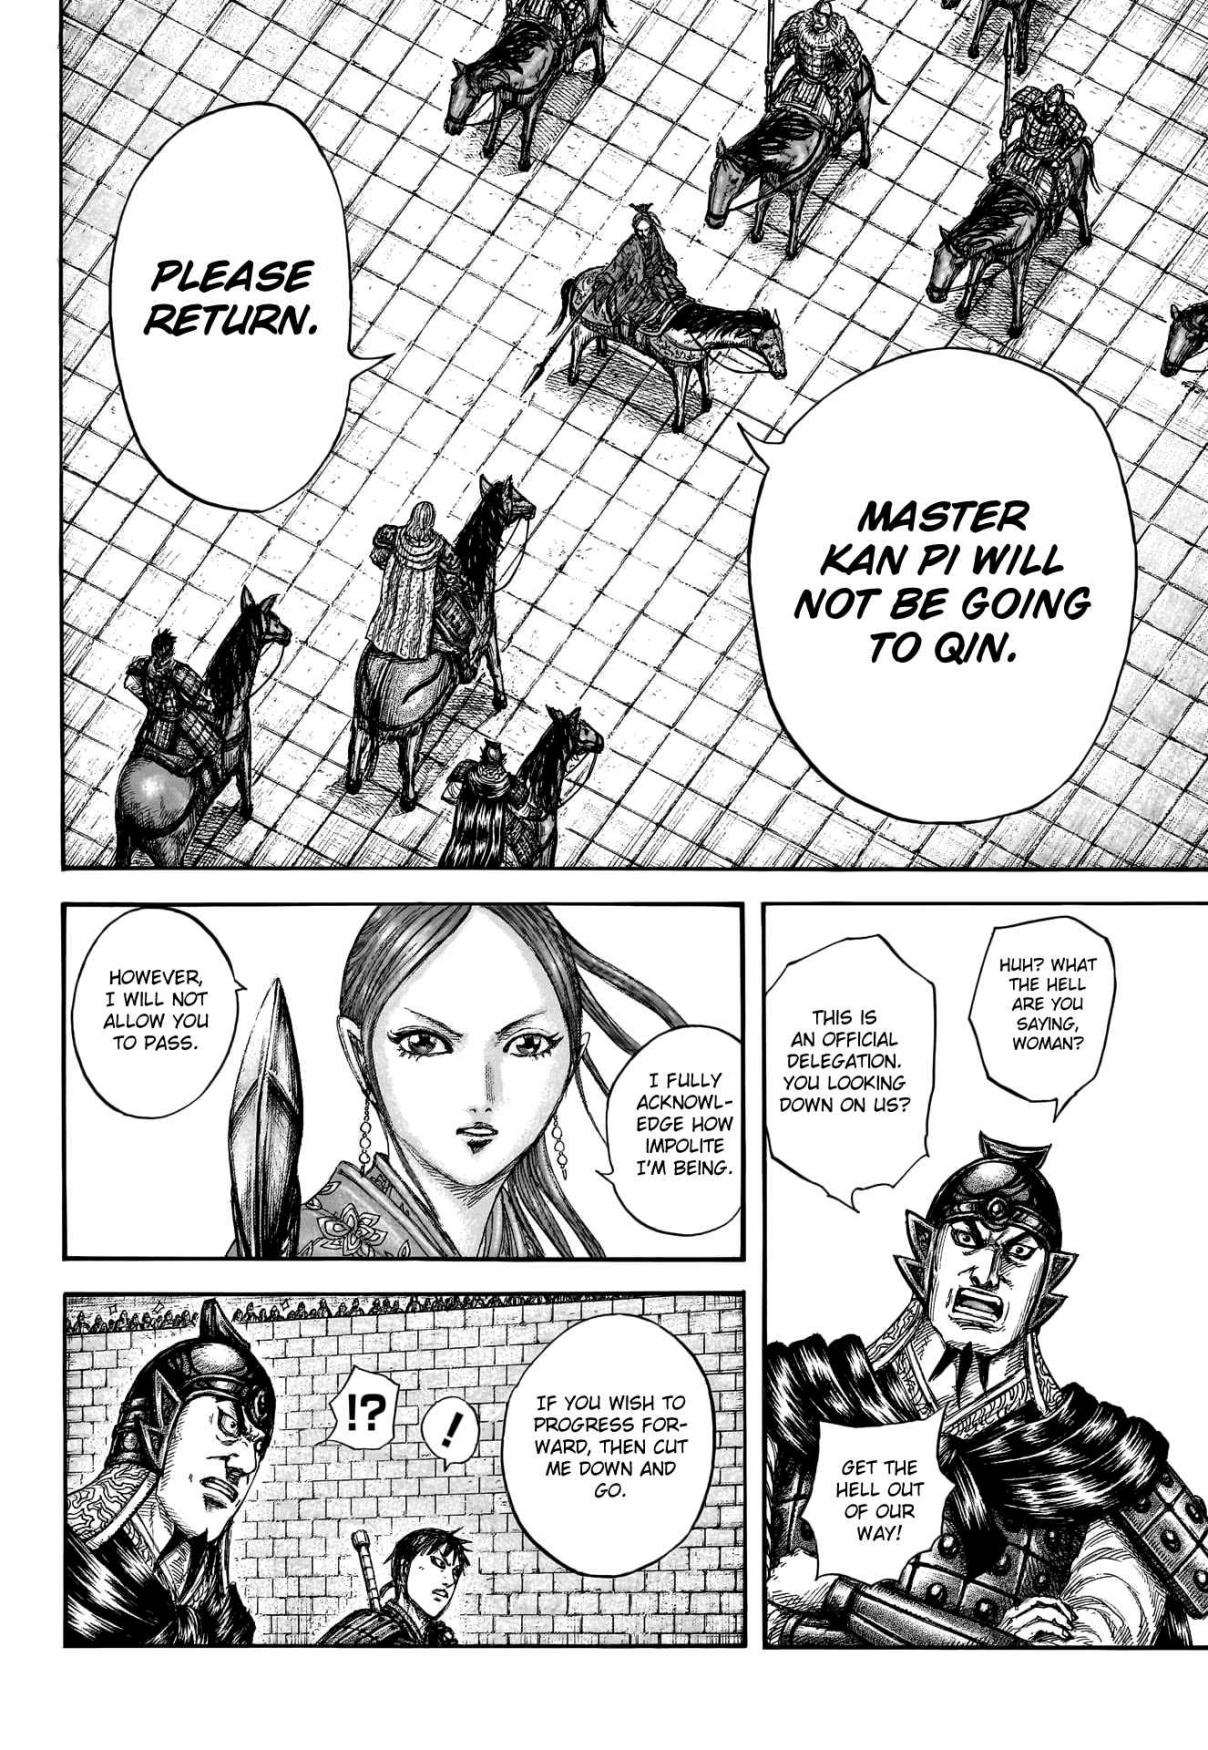 MASTER
KAN PI WILL
NOT BE GOING
TO QIN.
PLEASE
RETURN.
HUH? WHAT
THE HELL
ARE YOU
SAYING,
WOMAN?
THIS IS
AN OFFICIAL
DELEGATION.
YOU LOOKING
DOWN ON US?
GET THE
HELL OUT
OF OUR
WAY!
I FULLY
ACKNOWL-
EDGE HOW
IMPOLITE
I'M BEING.
HOWEVER,
I WILL NOT
ALLOW YOU
TO PASS.
IF YOU WISH TO
PROGRESS FOR-
WARD, THEN CUT
ME DOWN AND
GO.
!
!?